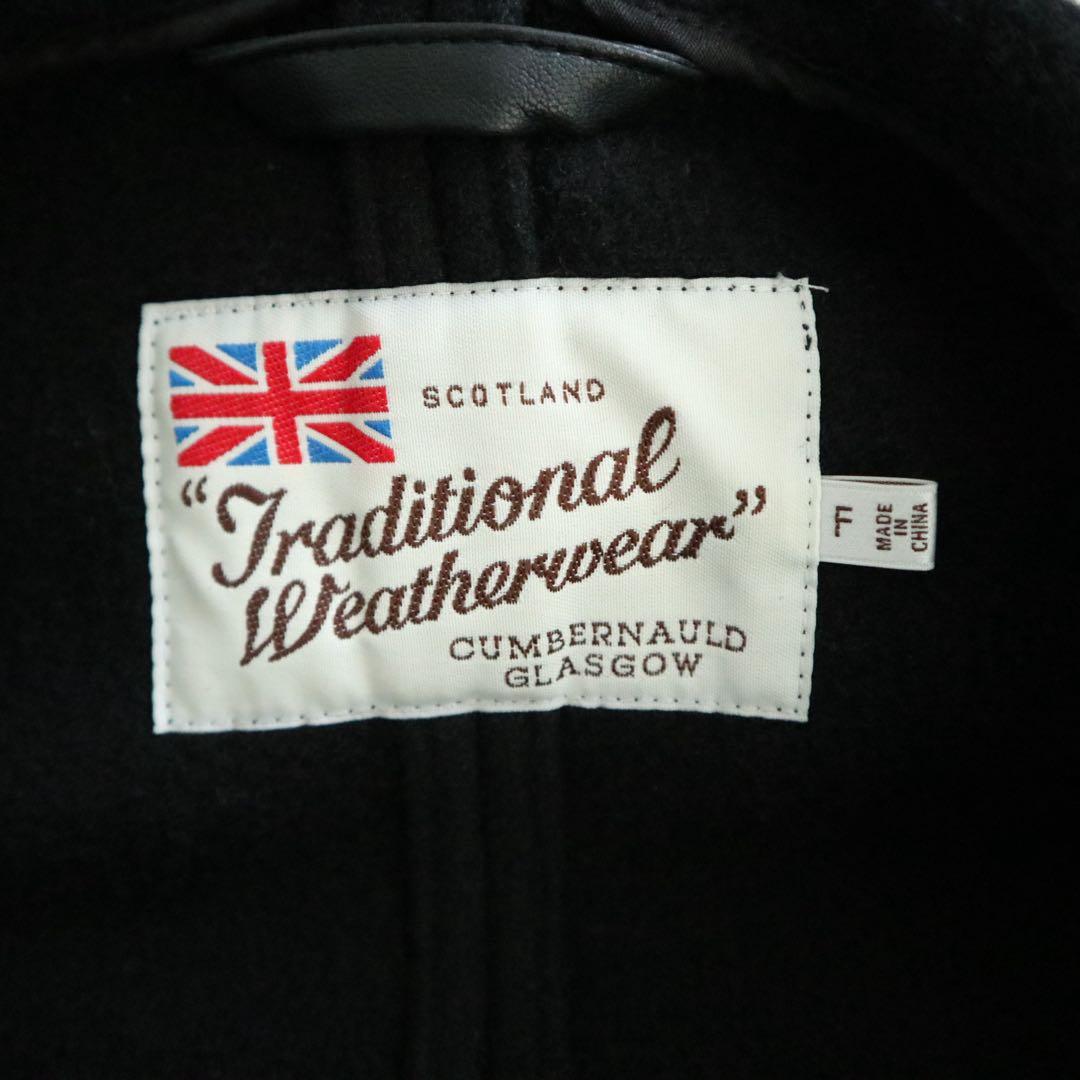 SCOTLAND
“Traditional
Weatherwear”
CUMBERNAULD
GLASGOW
MADE
IN
CHINA